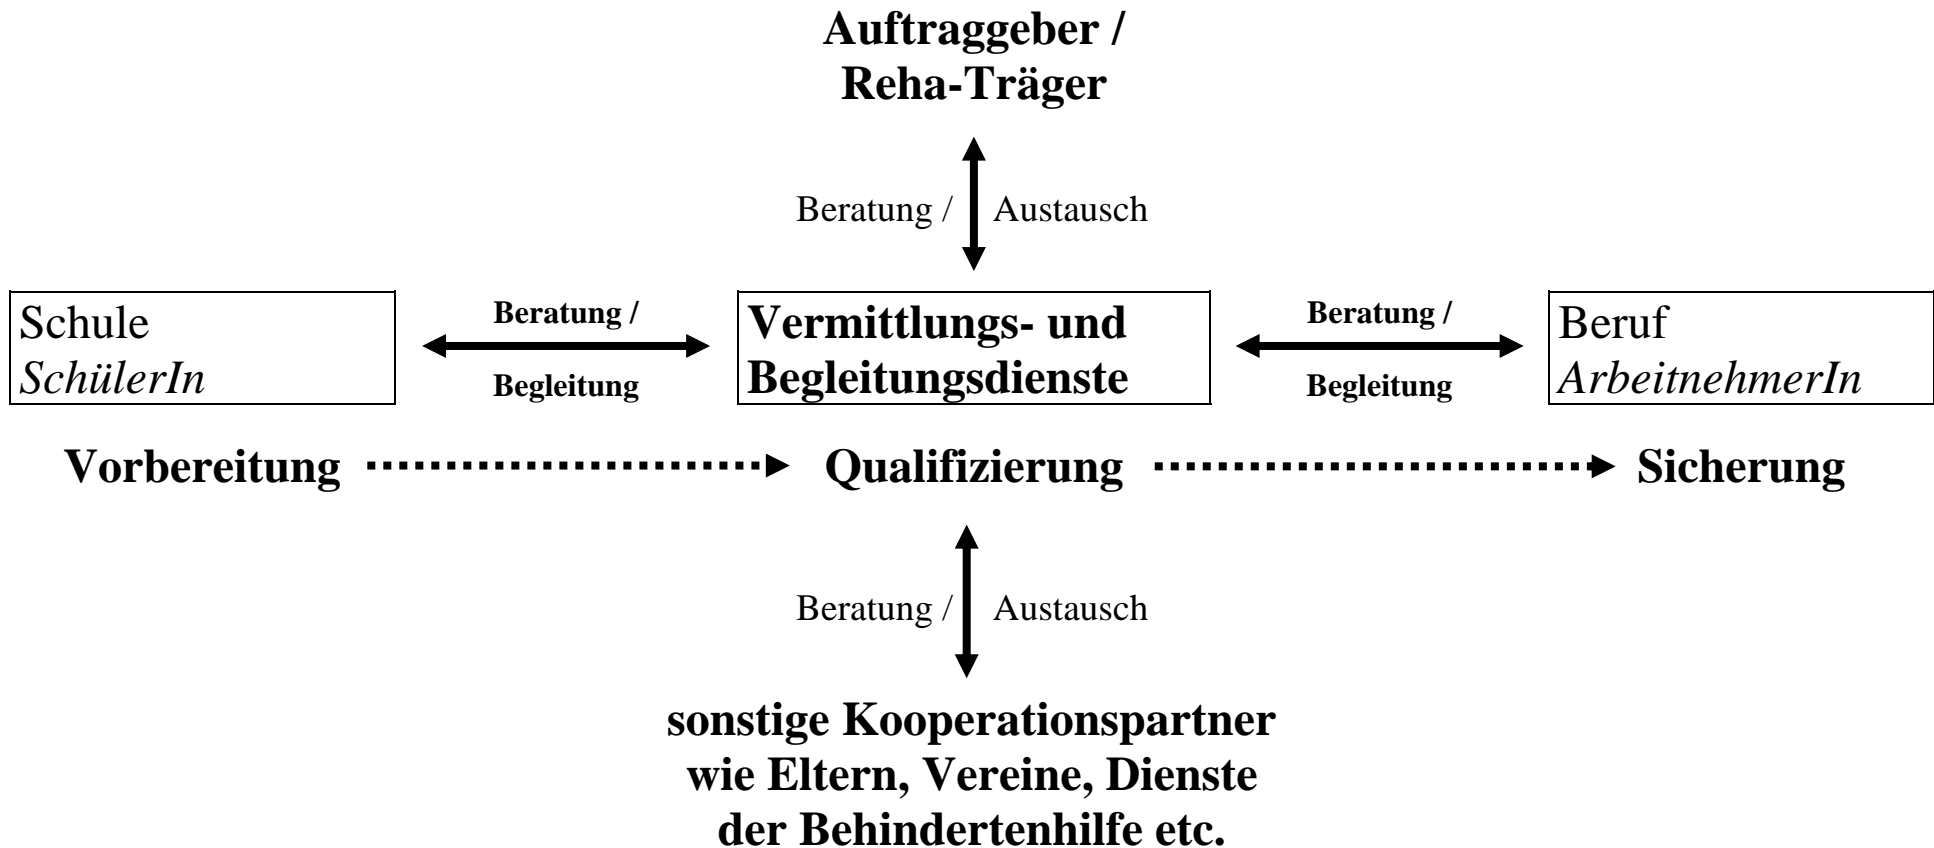 Auftraggeber /
Reha-Träger
Beratung / Austausch
Schule
SchülerIn
Beratung /
Begleitung
Vermittlungs- und
Begleitungsdienste
Beratung /
Begleitung
Beruf
ArbeitnehmerIn
Vorbereitung Qualifizierung Sicherung
Beratung / Austausch
sonstige Kooperationspartner
wie Eltern, Vereine, Dienste
der Behindertenhilfe etc.